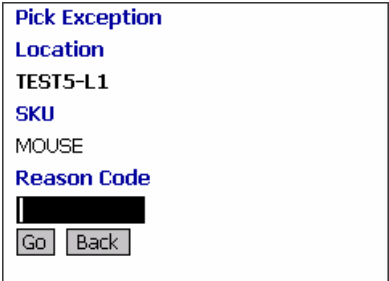 Pick Exception
Location
TEST5-L1
SKU
MOUSE
Reason Code
Go Back